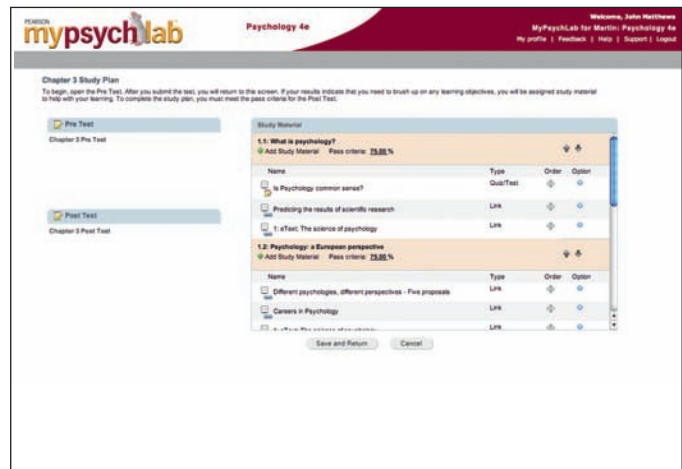 PEARSON
mypsychlab
Psychology 4e
Welcome, John Matthews
MyPsychLab for Martin: Psychology 4e
My profile | Feedback | Help | Support | Logout
Chapter 3 Study Plan
To begin, open the Pre Test. After you submit the test, you will return to this screen. If your results indicate that you need to brush up on any learning objectives, you will be assigned study material
to help with your learning. To complete the study plan, you must meet the pass criteria for the Post Test.
Pre Test
Chapter 3 Pre Test
Post Test
Chapter 3 Post Test
Study Material
1.1: What is psychology?
Add Study Material Pass criteria: 75.00 %
Name Type Order Option
Is Psychology common sense? Quiz/Test
Predicting the results of scientific research Link
1: eText: The science of psychology Link
1.2: Psychology: a European perspective
Add Study Material Pass criteria: 75.00 %
Name Type Order Option
Different psychologies, different perspectives - Five proposals Link
Careers in Psychology Link
1: eText: The science of psychology Link
Save and Return Cancel